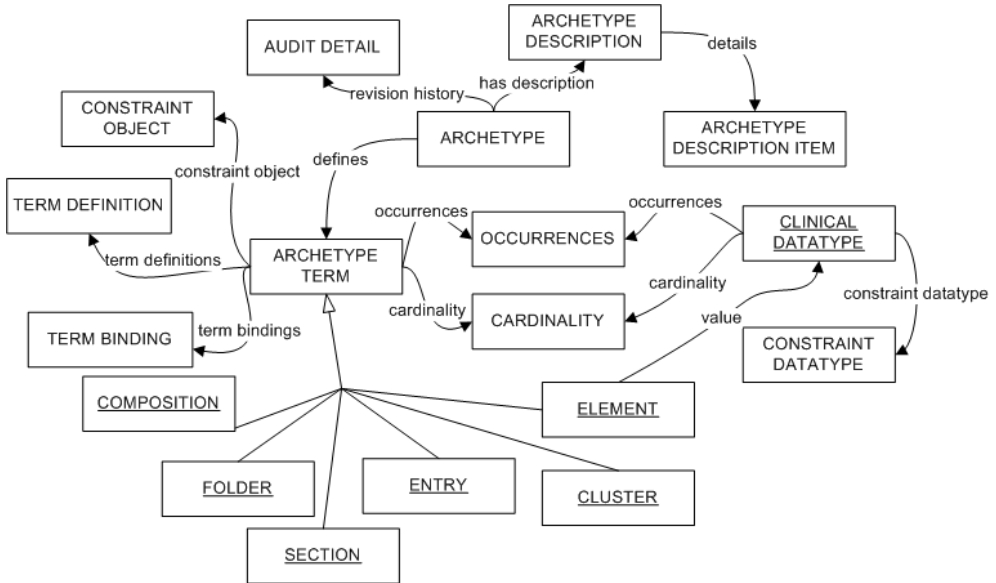 ARCHETYPE
DESCRIPTION
AUDIT DETAIL
details
has description
revision history
CONSTRAINT
OBJECT
ARCHETYPE
ARCHETYPE
DESCRIPTION ITEM
defines
constraint object
TERM DEFINITION
occurrences
occurrences
CLINICAL
DATATYPE
OCCURRENCES
ARCHETYPE
TERM
term definitions
cardinality
constraint datatype
cardinality
value
term bindings
CARDINALITY
TERM BINDING
CONSTRAINT
DATATYPE
COMPOSITION
ELEMENT
FOLDER
ENTRY
CLUSTER
SECTION